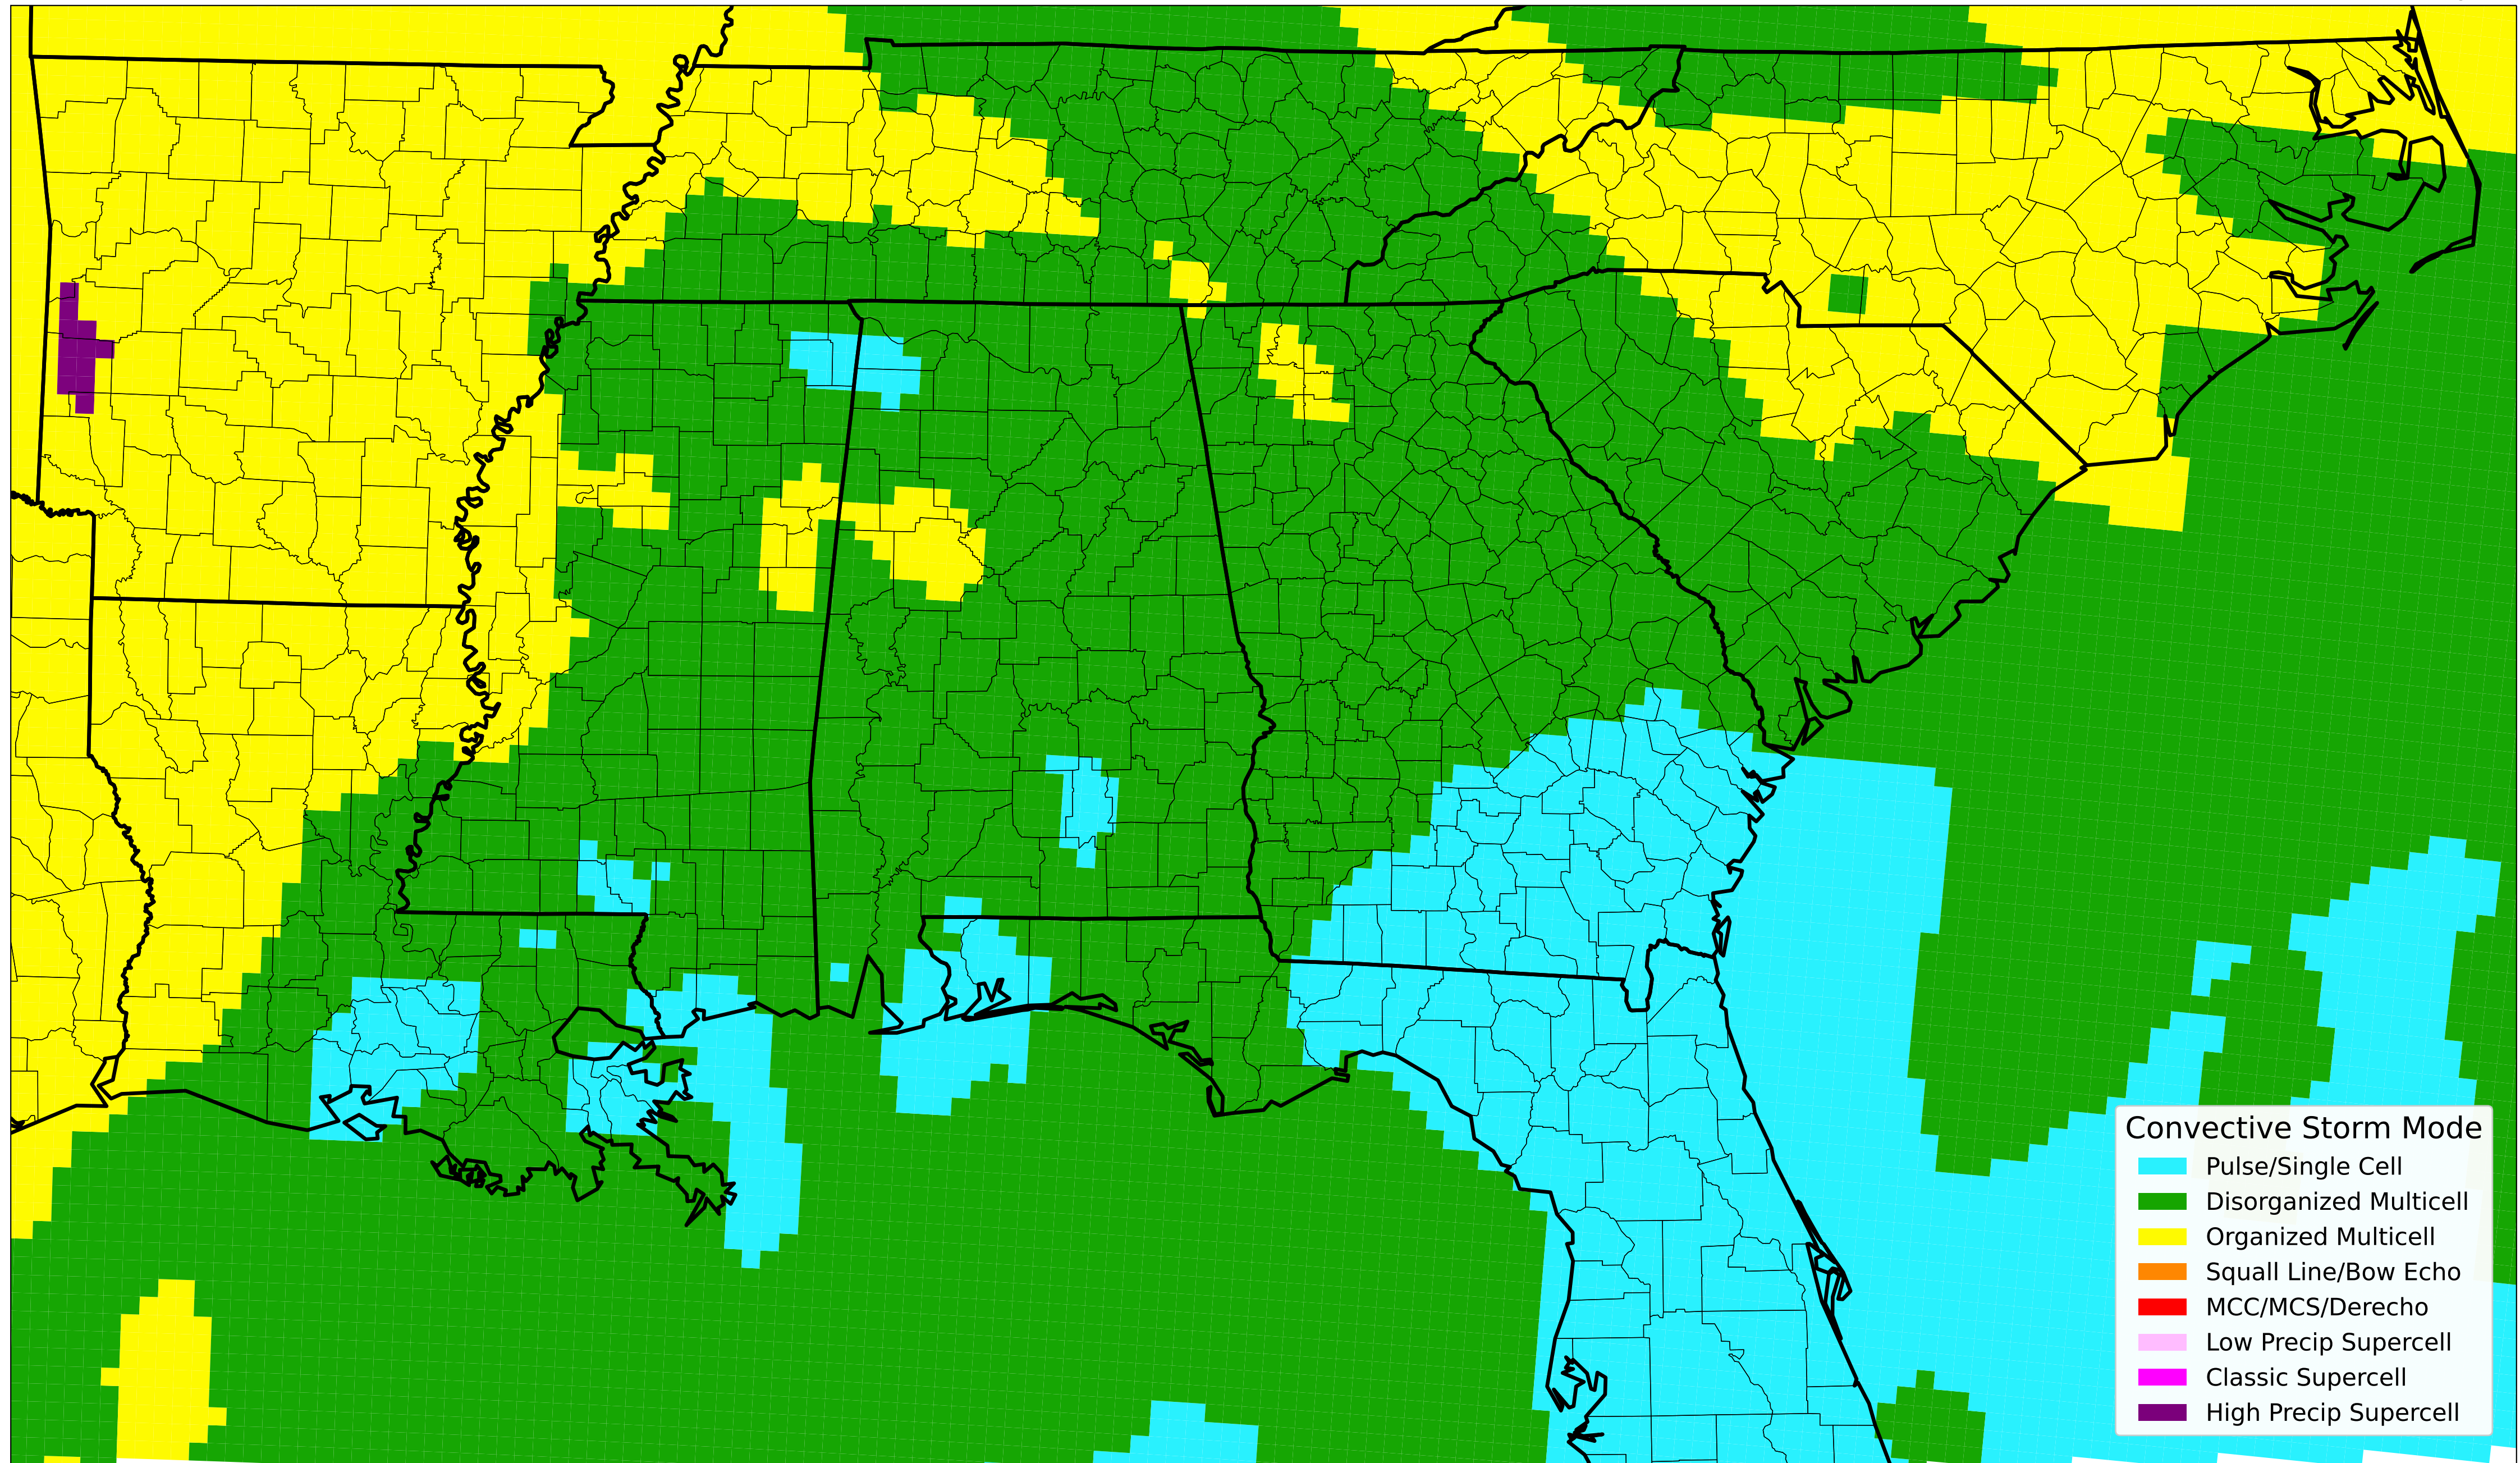 Convective Storm Mode
Pulse/Single Cell
Disorganized Multicell
Organized Multicell
Squall Line/Bow Echo
MCC/MCS/Derecho
Low Precip Supercell
Classic Supercell
High Precip Supercell